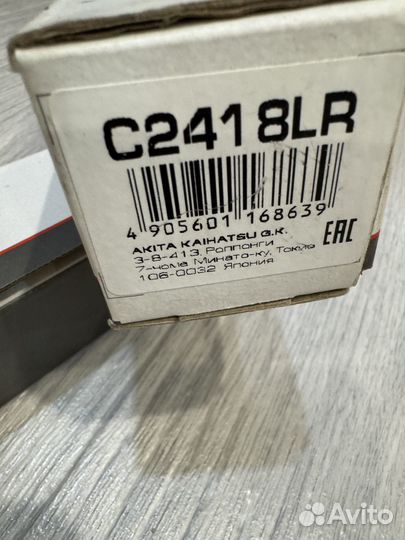 C2418LR
4 905601 168639
AKITA KAIHATSU G.K.
3-8-413, Роппонги
7-чоме Минато-ку, Токио
106-0032 Япония
EAC
Avito